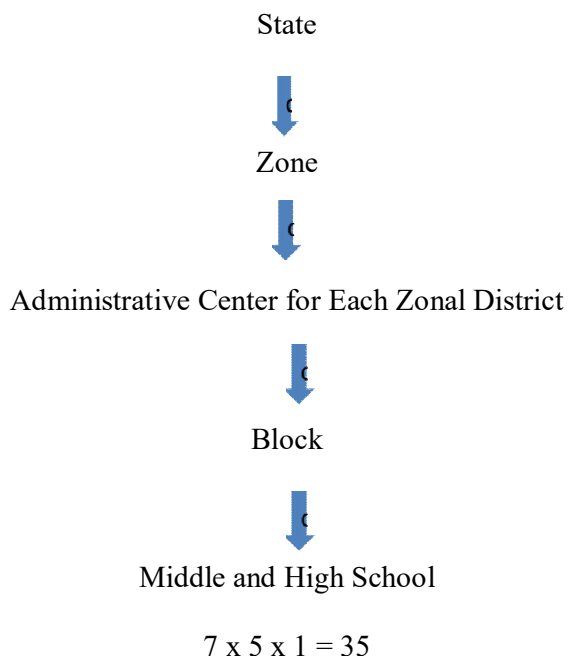 State
Zone
Administrative Center for Each Zonal District
Block
Middle and High School
7 x 5 x 1 = 35